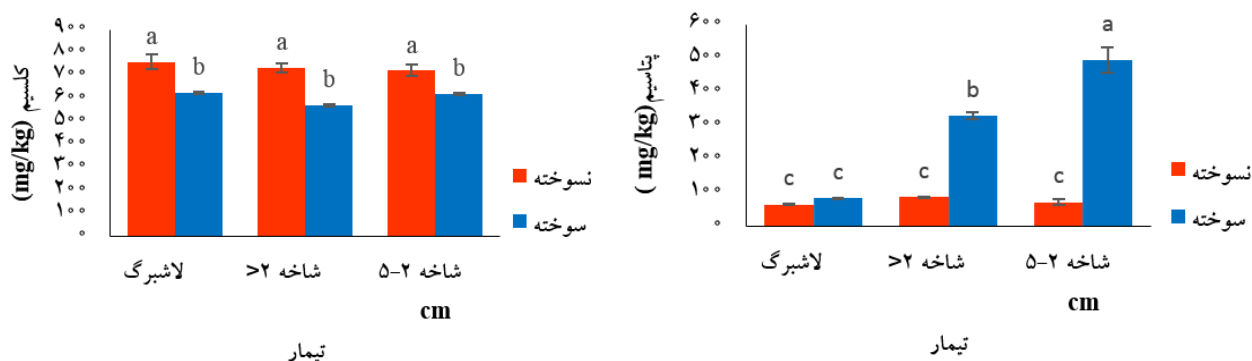 کلسیم (mg/kg)
۹۰۰
۸۰۰
۷۰۰
۶۰۰
۵۰۰
۴۰۰
۳۰۰
۲۰۰
۱۰۰
۰
a b a b a b
نسوخته
سوخته
لاشبرگ
شاخه ۲<
شاخه ۲-۵
cm
تیمار
پتاسیم(mg/kg )
۶۰۰
۵۰۰
۴۰۰
۳۰۰
۲۰۰
۱۰۰
۰
c c c b c a
نسوخته
سوخته
لاشبرگ
شاخه ۲<
شاخه ۲-۵
cm
تیمار